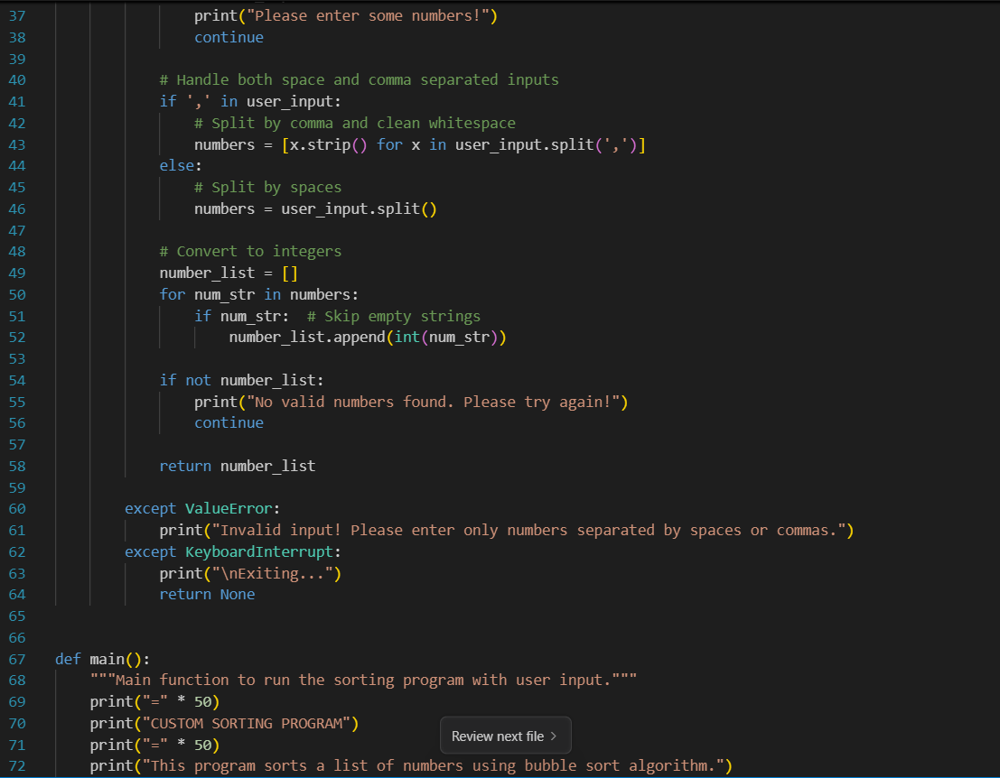 37 print("Please enter some numbers!")
38 continue
39
40 # Handle both space and comma separated inputs
41 if ',' in user_input:
42 # Split by comma and clean whitespace
43 numbers = [x.strip() for x in user_input.split(',')]
44 else:
45 # Split by spaces
46 numbers = user_input.split()
47
48 # Convert to integers
49 number_list = []
50 for num_str in numbers:
51 if num_str:  # Skip empty strings
52 number_list.append(int(num_str))
53
54 if not number_list:
55 print("No valid numbers found. Please try again!")
56 continue
57
58 return number_list
59
60 except ValueError:
61 print("Invalid input! Please enter only numbers separated by spaces or commas.")
62 except KeyboardInterrupt:
63 print("\nExiting...")
64 return None
65
66
67 def main():
68 """Main function to run the sorting program with user input."""
69 print("=" * 50)
70 print("CUSTOM SORTING PROGRAM")
71 print("=" * 50)
Review next file >
72 print("This program sorts a list of numbers using bubble sort algorithm.")